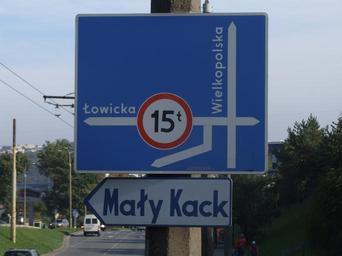 Łowicka
Wielkopolska
15t
Mały Kack